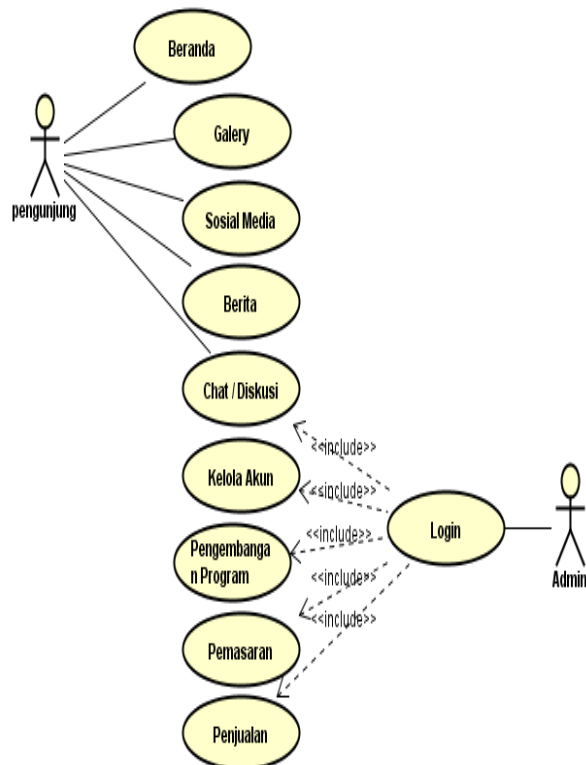 Beranda
Galery
pengunjung
Sosial Media
Berita
Chat / Diskusi
<<include>>
Kelola Akun
<<include>>
<<include>>
Login
Pengembanga
n Program
<<include>>
Admin
<<include>>
Pemasaran
Penjualan